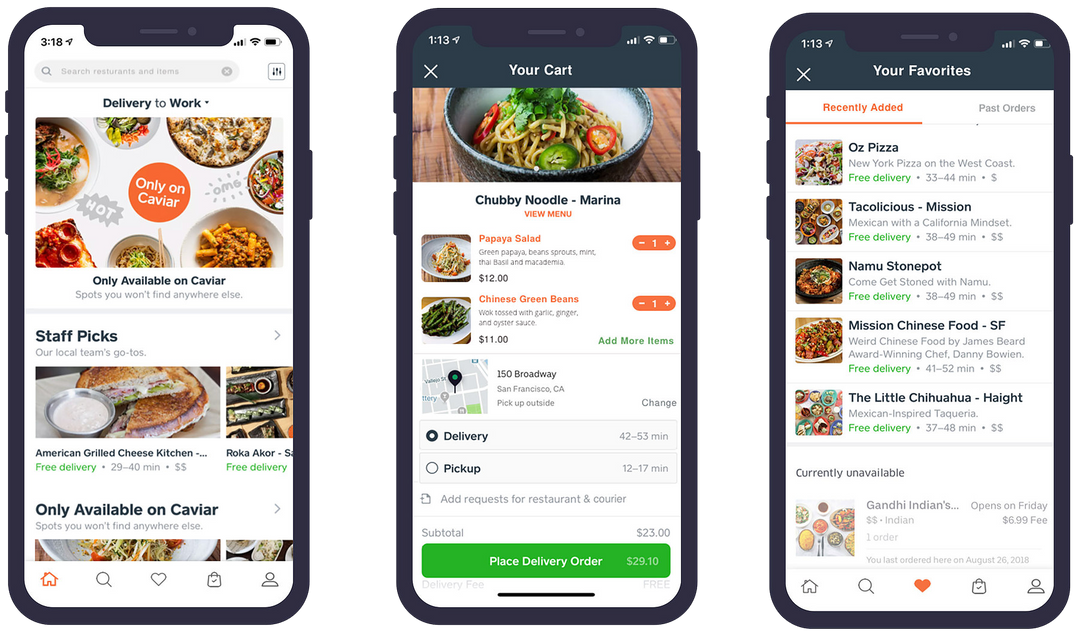 3:18
Search resturants and items
Delivery to Work
Only on
Caviar
HOT
OMG
Only Available on Caviar
Spots you won't find anywhere else.
Staff Picks
Our local team's go-tos.
American Grilled Cheese Kitchen -...
Free delivery • 29–40 min • $$
Roka Akor - Sa
Free delivery
Only Available on Caviar
Spots you won't find anywhere else.
1:13
Your Cart
Chubby Noodle - Marina
VIEW MENU
Papaya Salad
− 1 +
Green papaya, beans sprouts, mint,
thai Basil and macademia.
$12.00
Chinese Green Beans
− 1 +
Wok tossed with garlic, ginger,
and oyster sauce.
$11.00
Add More Items
Vallejo St
ttery
150 Broadway
San Francisco, CA
Pick up outside
Change
Delivery
42–53 min
Pickup
12–17 min
Add requests for restaurant & courier
Subtotal
$23.00
Place Delivery Order
$29.10
Delivery Fee
FREE
1:13
Your Favorites
Recently Added
Past Orders
Oz Pizza
New York Pizza on the West Coast.
Free delivery • 33–44 min • $
Tacolicious - Mission
Mexican with a California Mindset.
Free delivery • 38–49 min • $$
Namu Stonepot
Come Get Stoned with Namu.
Free delivery • 38–49 min • $$
Mission Chinese Food - SF
Weird Chinese Food by James Beard
Award-Winning Chef, Danny Bowien.
Free delivery • 41–52 min • $$
The Little Chihuahua - Haight
Mexican-Inspired Taqueria.
Free delivery • 37–48 min • $$
Currently unavailable
Gandhi Indian's...
Opens on Friday
$$ • Indian
$6.99 Fee
1 order
You last ordered here on August 26, 2018